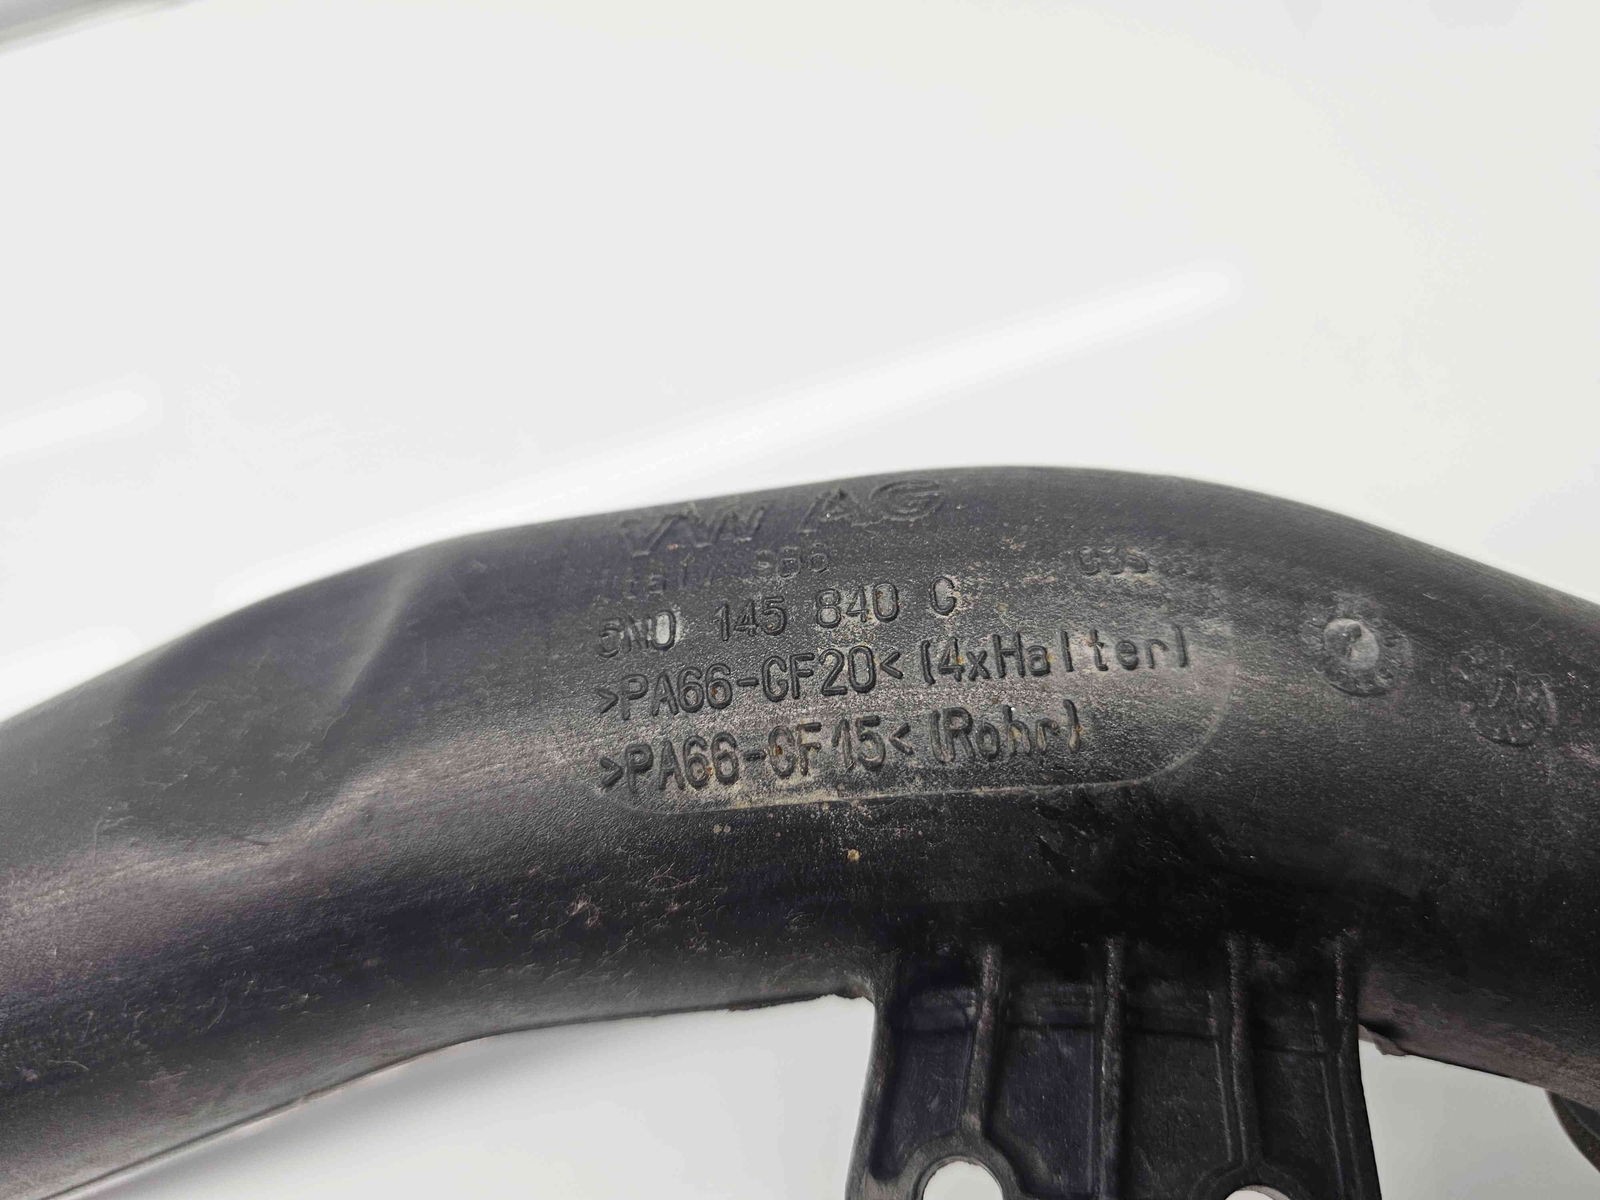 VW AG
5N0 145 840 C
>PA66-GF20< (4xHalter)
>PA66-GF15< (Rohr)